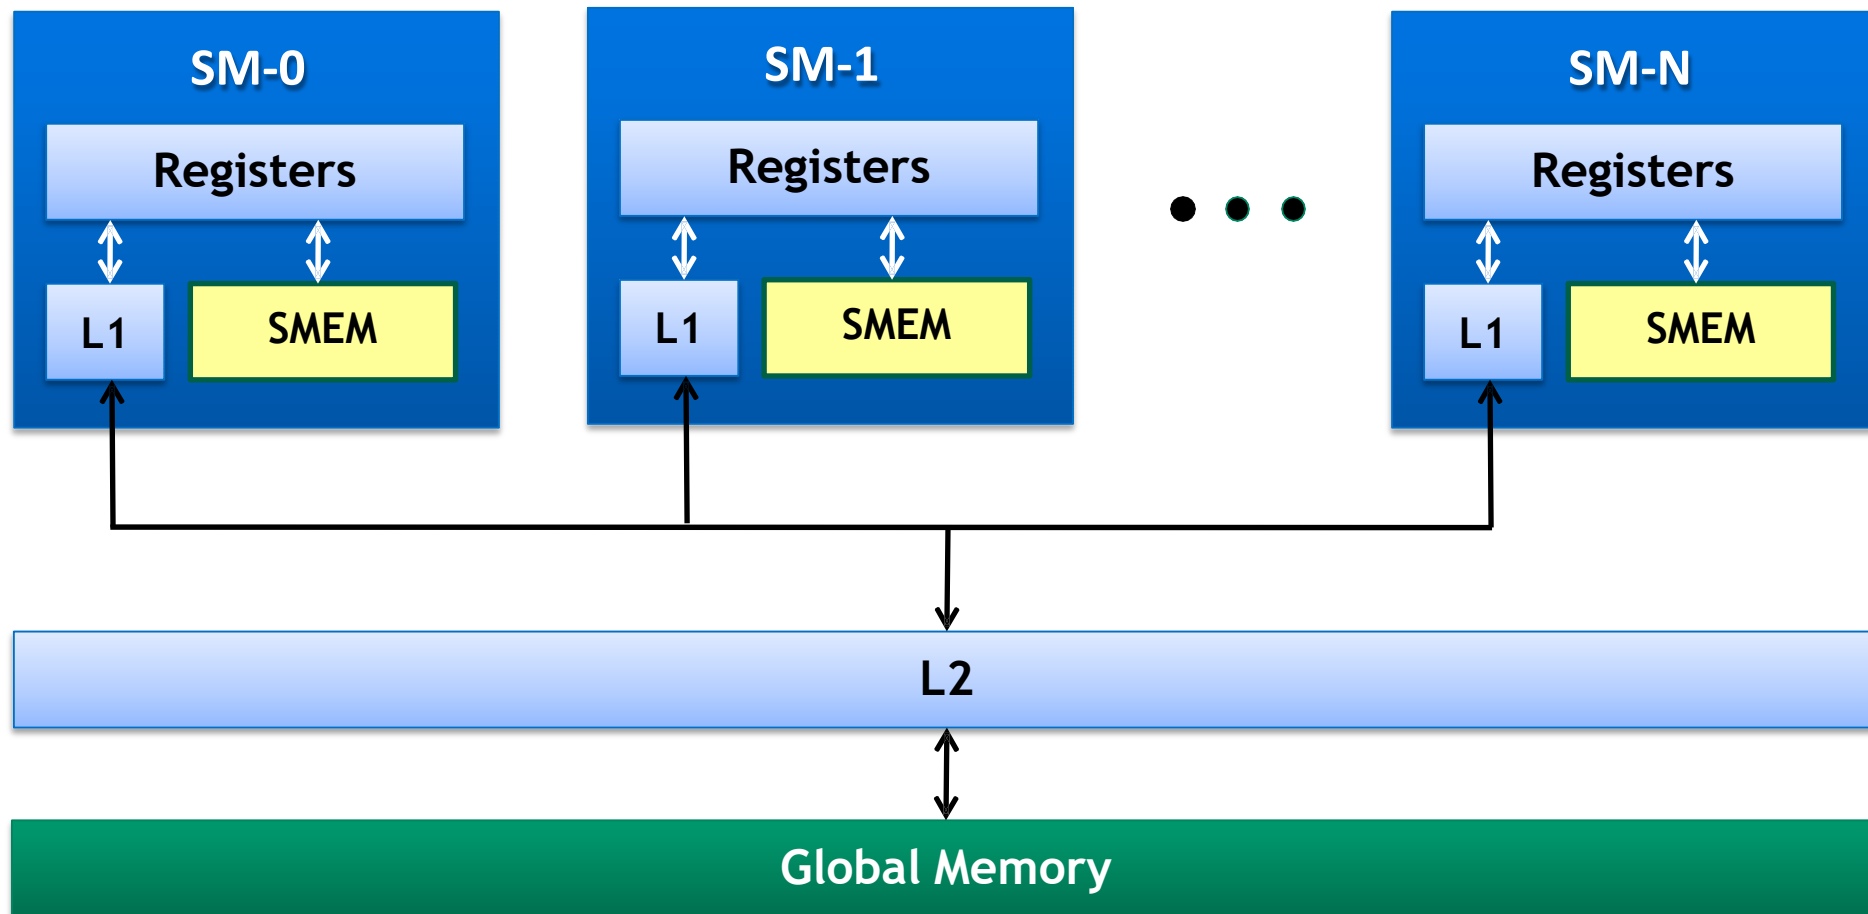 SM-0
Registers
L1
SMEM
SM-1
Registers
L1
SMEM
SM-N
Registers
L1
SMEM
L2
Global Memory